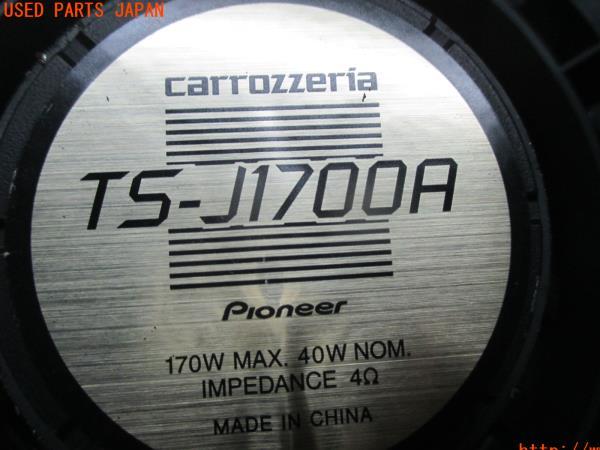 USED PARTS JAPAN
carrozzeria
TS-J1700A
Pioneer
170W MAX. 40W NOM.
IMPEDANCE 4Ω
MADE IN CHINA